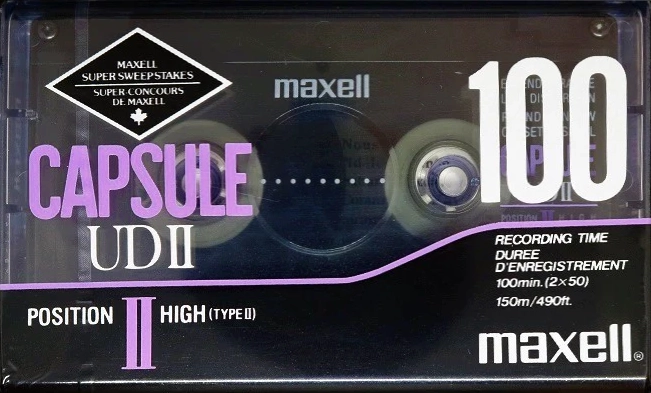 MAXELL
SUPER SWEEPSTAKES
SUPER-CONCOURS
DE MAXELL
maxell
100
CAPSULE
UD II
RECORDING TIME
DUREE
D'ENREGISTREMENT
100min. (2×50)
150m/490ft.
POSITION II HIGH (TYPE II)
maxell®